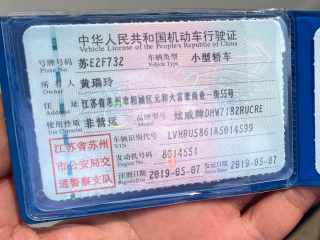 中华人民共和国机动车行驶证
Vehicle License of the People's Republic of China
号牌号码 苏E2F732 车辆类型 小型轿车
Plate No. Vehicle Type
所有人 黄瑞玲
Owner
住址 江苏省苏州市相城区元和大富豪商业一街55号
使用性质 非营运 品牌型号 炫威牌DHW7182RUCRE
Use Character Model
江苏省苏州
市公安局交
通警察支队
车辆识别代号 LVHRU5861K5014599
VIN
发动机号码 8014551
Engine No.
注册日期 2019-05-07 发证日期 2019-05-07
Register Date Issue Date